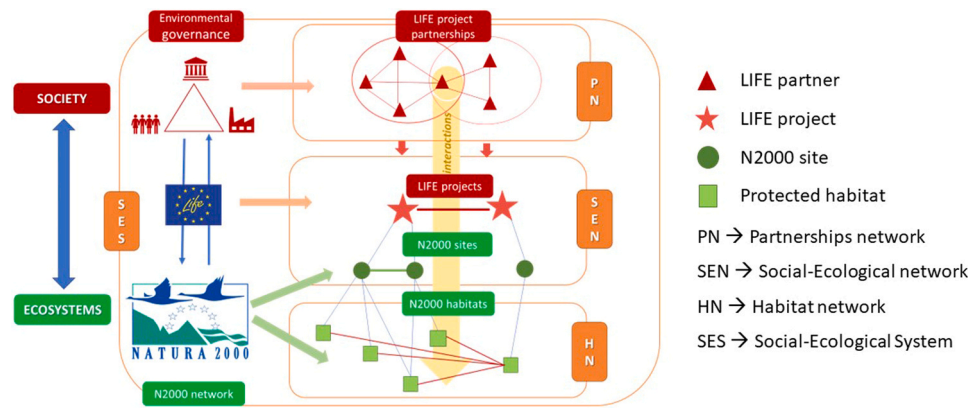 Environmental
governance
LIFE project
partnerships
PN
SOCIETY
interactions
LIFE projects
SES
Life
SEN
N2000 sites
ECOSYSTEMS
N2000 habitats
NATURA 2000
HN
N2000 network
LIFE partner
LIFE project
N2000 site
Protected habitat
PN → Partnerships network
SEN → Social-Ecological network
HN → Habitat network
SES → Social-Ecological System